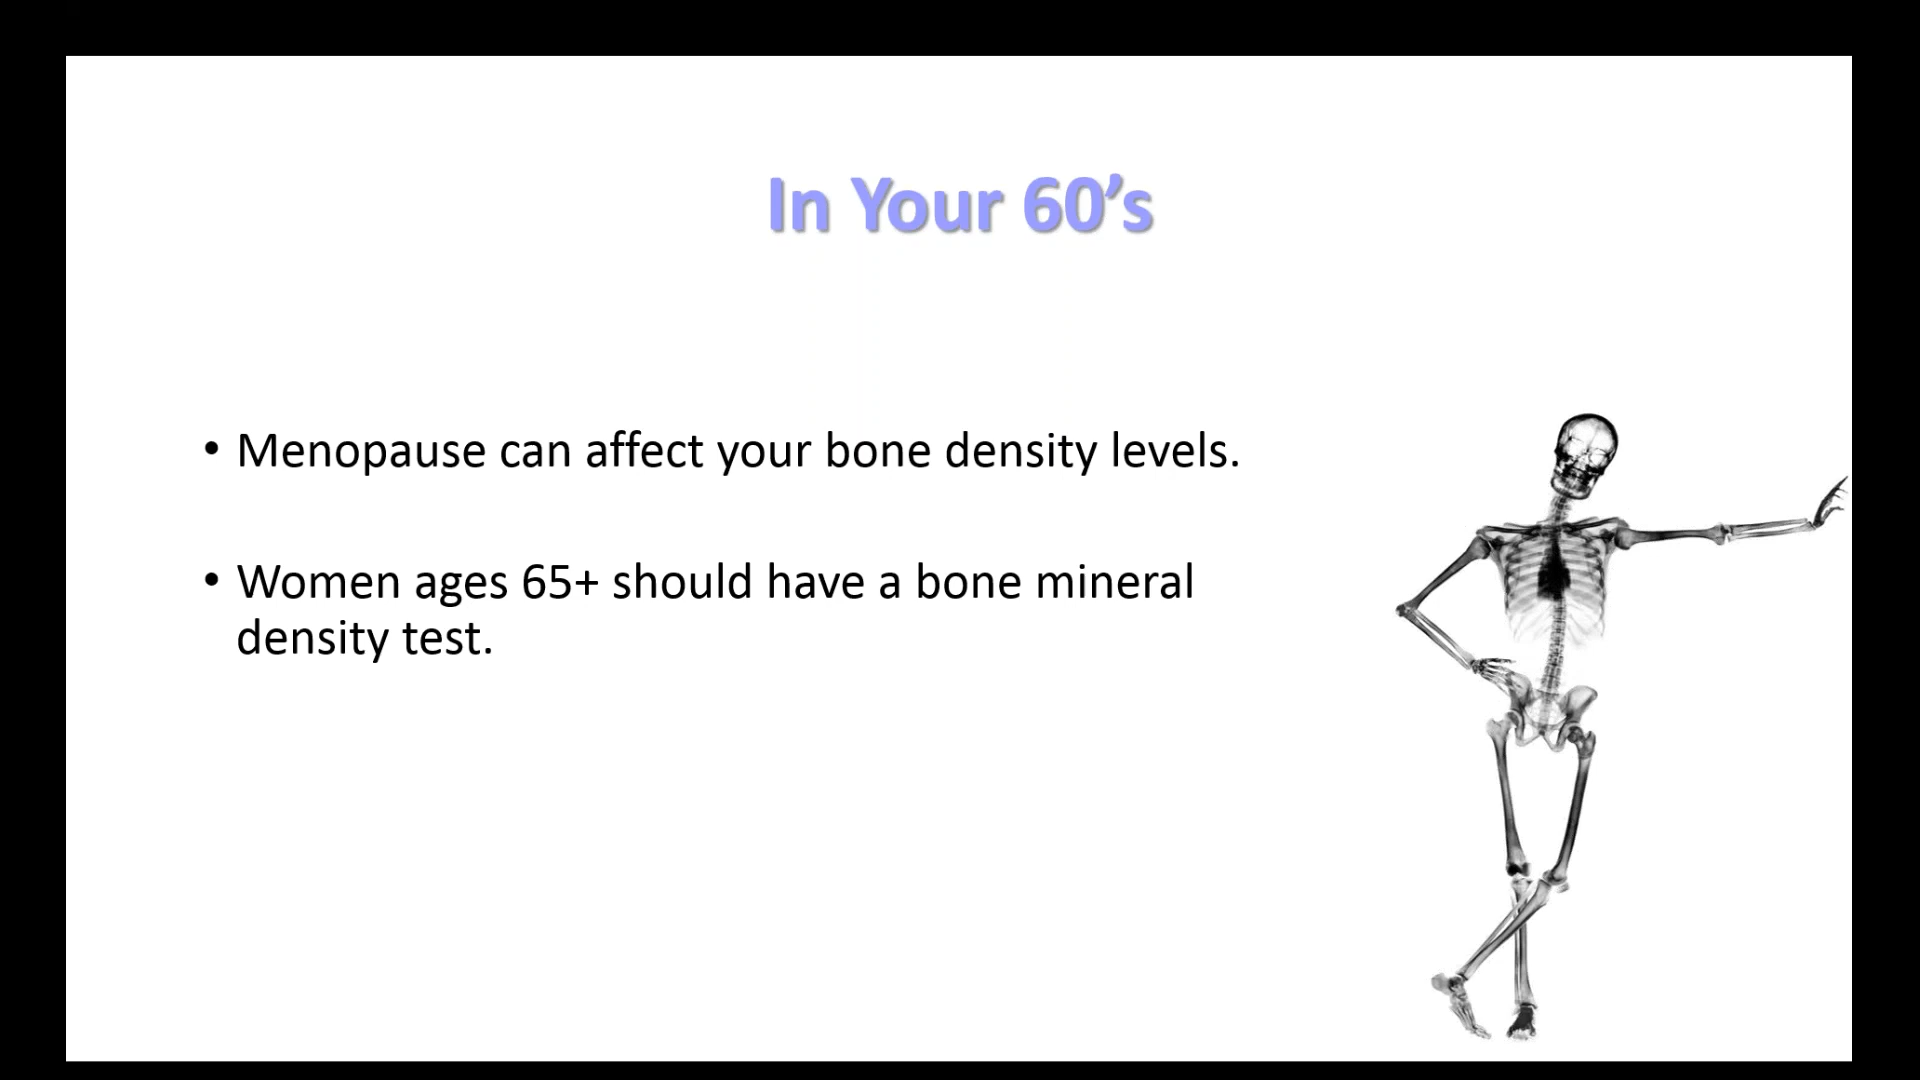 In Your 60’s
• Menopause can affect your bone density levels.
• Women ages 65+ should have a bone mineral
density test.